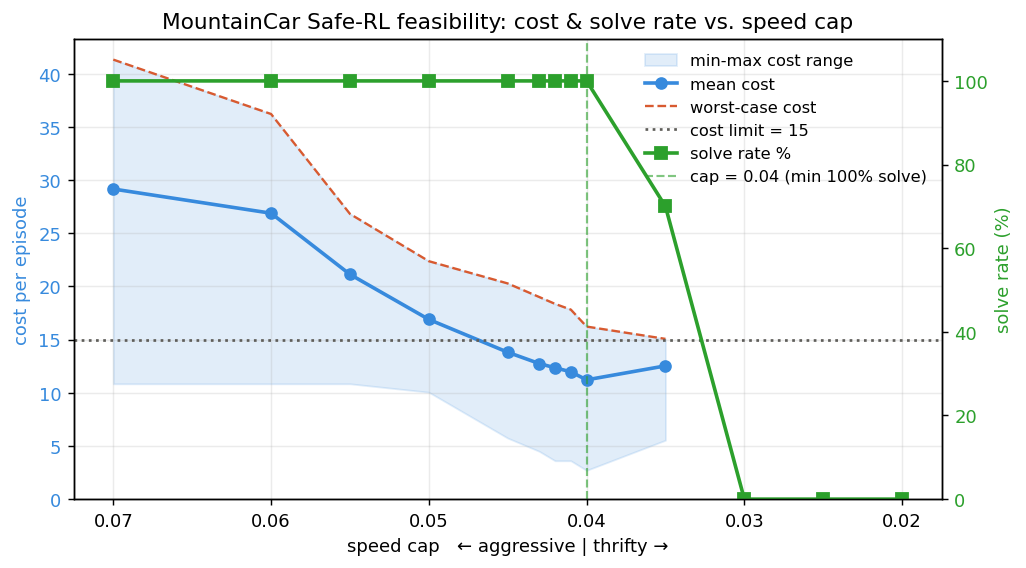 MountainCar Safe-RL feasibility: cost & solve rate vs. speed cap
min-max cost range
mean cost
worst-case cost
cost limit = 15
solve rate %
cap = 0.04 (min 100% solve)
cost per episode
40
35
30
25
20
15
10
5
0
100
80
60
40
20
0
solve rate (%)
0.07 0.06 0.05 0.04 0.03 0.02
speed cap ← aggressive | thrifty →